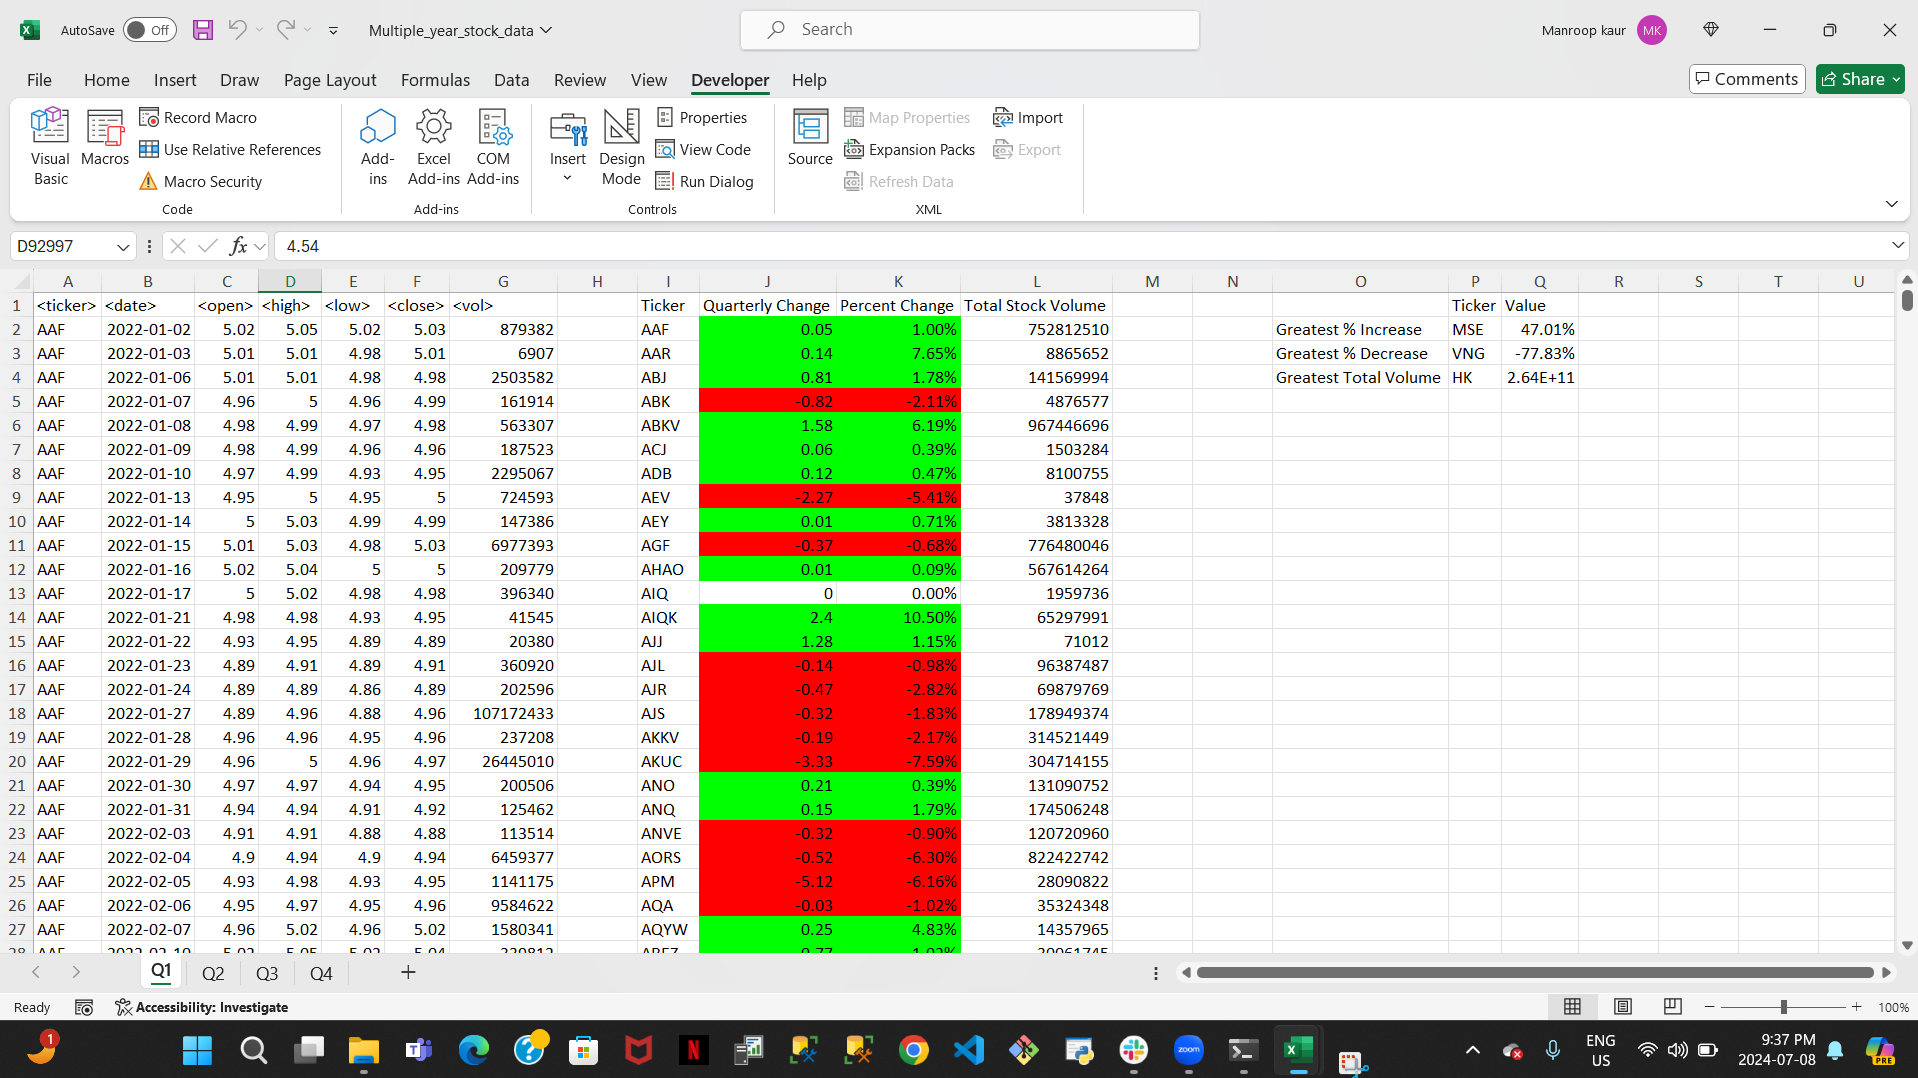 AutoSave Off Multiple_year_stock_data Search Manroop kaur MK
File Home Insert Draw Page Layout Formulas Data Review View Developer Help Comments Share
Visual Basic
Macros
Record Macro
Use Relative References
Macro Security
Code
Add-ins
Excel Add-ins
COM Add-ins
Add-ins
Insert
Design Mode
Properties
View Code
Run Dialog
Controls
Source
Map Properties
Expansion Packs
Refresh Data
Import
Export
XML
D92997 fx 4.54
A B C D E F G H I J K L M N O P Q R S T U
1 <ticker> <date> <open> <high> <low> <close> <vol> Ticker Quarterly Change Percent Change Total Stock Volume Ticker Value
2 AAF 2022-01-02 5.02 5.05 5.02 5.03 879382 AAF 0.05 1.00% 752812510 Greatest % Increase MSE 47.01%
3 AAF 2022-01-03 5.01 5.01 4.98 5.01 6907 AAR 0.14 7.65% 8865652 Greatest % Decrease VNG -77.83%
4 AAF 2022-01-06 5.01 5.01 4.98 4.98 2503582 ABJ 0.81 1.78% 141569994 Greatest Total Volume HK 2.64E+11
5 AAF 2022-01-07 4.96 5 4.96 4.99 161914 ABK -0.82 -2.11% 4876577
6 AAF 2022-01-08 4.98 4.99 4.97 4.98 563307 ABKV 1.58 6.19% 967446696
7 AAF 2022-01-09 4.98 4.99 4.96 4.96 187523 ACJ 0.06 0.39% 1503284
8 AAF 2022-01-10 4.97 4.99 4.93 4.95 2295067 ADB 0.12 0.47% 8100755
9 AAF 2022-01-13 4.95 5 4.95 5 724593 AEV -2.27 -5.41% 37848
10 AAF 2022-01-14 5 5.03 4.99 4.99 147386 AEY 0.01 0.71% 3813328
11 AAF 2022-01-15 5.01 5.03 4.98 5.03 6977393 AGF -0.37 -0.68% 776480046
12 AAF 2022-01-16 5.02 5.04 5 5 209779 AHAO 0.01 0.09% 567614264
13 AAF 2022-01-17 5 5.02 4.98 4.98 396340 AIQ 0 0.00% 1959736
14 AAF 2022-01-21 4.98 4.98 4.93 4.95 41545 AIQK 2.4 10.50% 65297991
15 AAF 2022-01-22 4.93 4.95 4.89 4.89 20380 AJJ 1.28 1.15% 71012
16 AAF 2022-01-23 4.89 4.91 4.89 4.91 360920 AJL -0.14 -0.98% 96387487
17 AAF 2022-01-24 4.89 4.89 4.86 4.89 202596 AJR -0.47 -2.82% 69879769
18 AAF 2022-01-27 4.89 4.96 4.88 4.96 107172433 AJS -0.32 -1.83% 178949374
19 AAF 2022-01-28 4.96 4.96 4.95 4.96 237208 AKKV -0.19 -2.17% 314521449
20 AAF 2022-01-29 4.96 5 4.96 4.97 26445010 AKUC -3.33 -7.59% 304714155
21 AAF 2022-01-30 4.97 4.97 4.94 4.95 200506 ANO 0.21 0.39% 131090752
22 AAF 2022-01-31 4.94 4.94 4.91 4.92 125462 ANQ 0.15 1.79% 174506248
23 AAF 2022-02-03 4.91 4.91 4.88 4.88 113514 ANVE -0.32 -0.90% 120720960
24 AAF 2022-02-04 4.9 4.94 4.9 4.94 6459377 AORS -0.52 -6.30% 822422742
25 AAF 2022-02-05 4.93 4.98 4.93 4.95 1141175 APM -5.12 -6.16% 28090822
26 AAF 2022-02-06 4.95 4.97 4.95 4.96 9584622 AQA -0.03 -1.02% 35324348
27 AAF 2022-02-07 4.96 5.02 4.96 5.02 1580341 AQYW 0.25 4.83% 14357965
Q1 Q2 Q3 Q4
Ready Accessibility: Investigate 100%
1 zoom ENG US 9:37 PM 2024-07-08 PRE